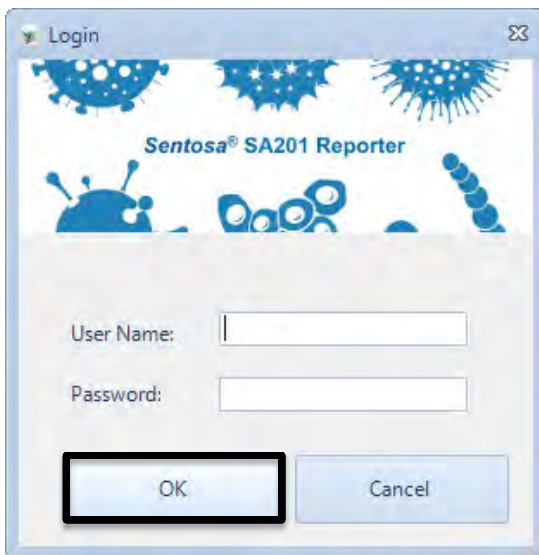 Login
Sentosa® SA201 Reporter
User Name:
Password:
OK
Cancel